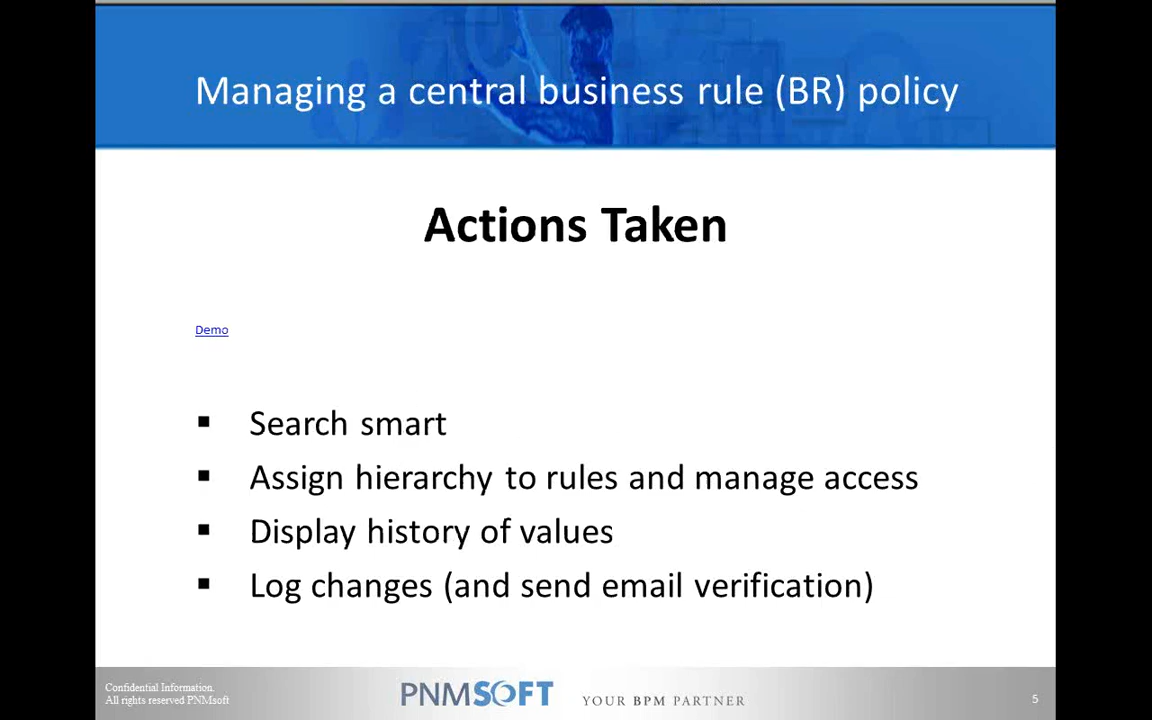 Managing a central business rule (BR) policy
Actions Taken
Demo
▪ Search smart
▪ Assign hierarchy to rules and manage access
▪ Display history of values
▪ Log changes (and send email verification)
Confidential Information.
All rights reserved PNMsoft
PNMSOFT YOUR BPM PARTNER
5